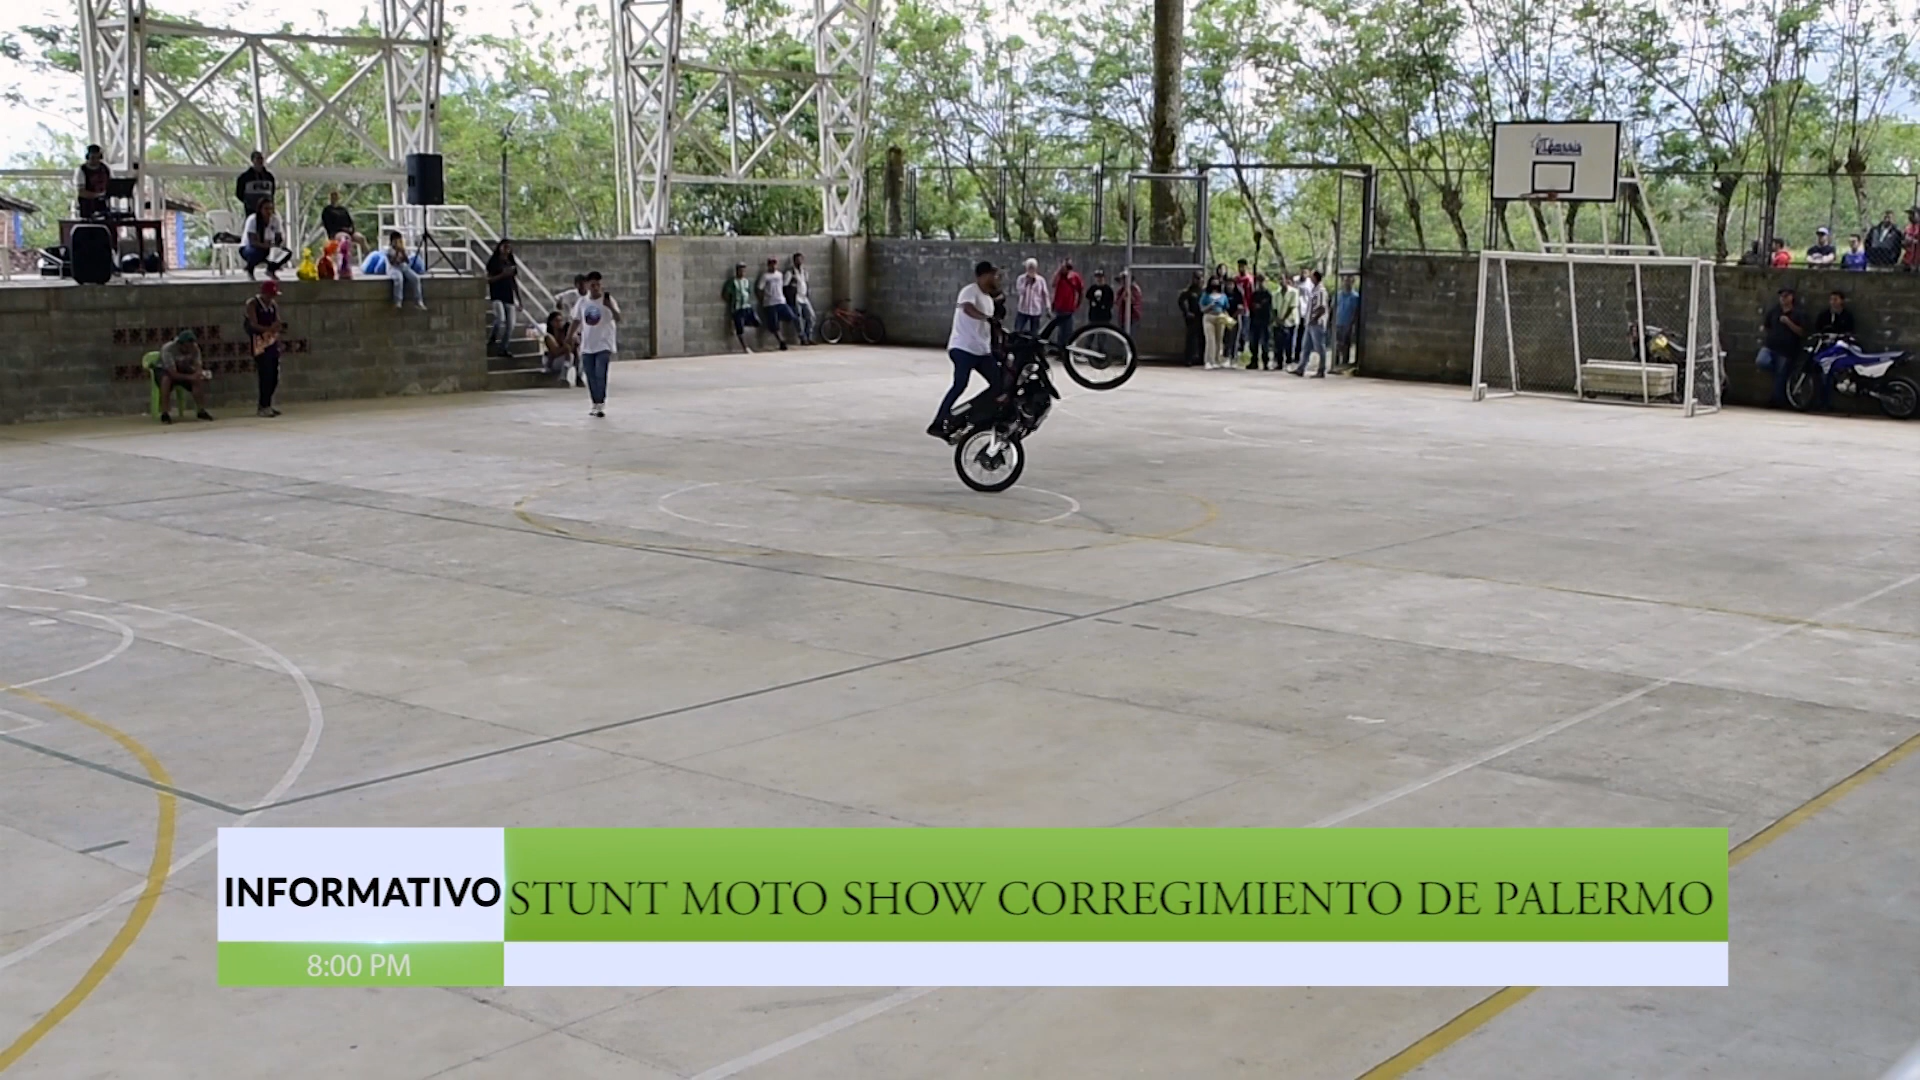 INFORMATIVO
STUNT MOTO SHOW CORREGIMIENTO DE PALERMO
8:00 PM